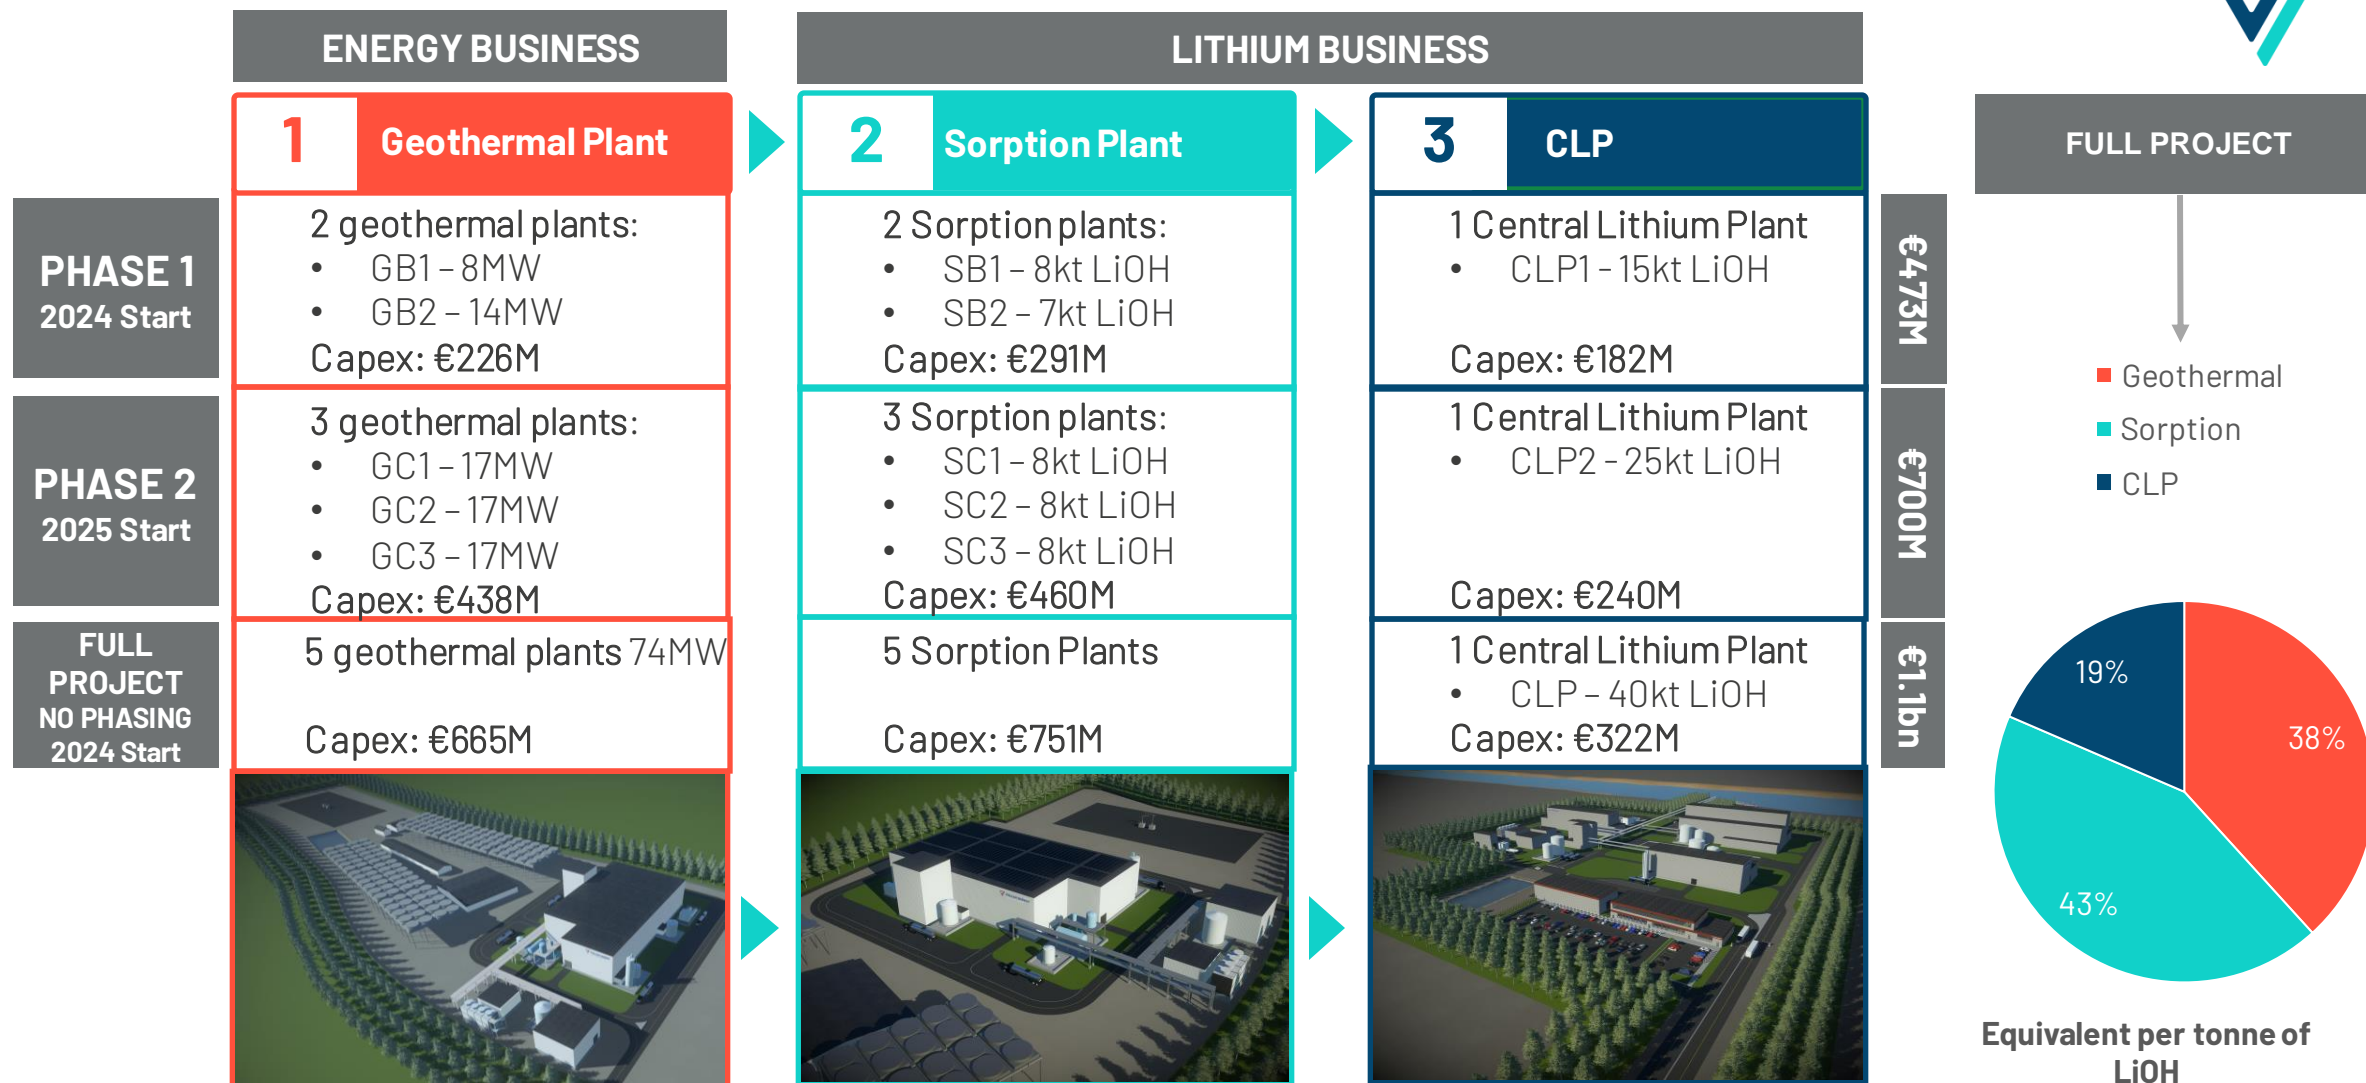 ENERGY BUSINESS
LITHIUM BUSINESS
1 Geothermal Plant
2 Sorption Plant
3 CLP
FULL PROJECT
PHASE 1
2024 Start
2 geothermal plants:
• GB1 – 8MW
• GB2 – 14MW
Capex: €226M
2 Sorption plants:
• SB1 – 8kt LiOH
• SB2 – 7kt LiOH
Capex: €291M
1 Central Lithium Plant
• CLP1 - 15kt LiOH
Capex: €182M
€473M
PHASE 2
2025 Start
3 geothermal plants:
• GC1 – 17MW
• GC2 – 17MW
• GC3 – 17MW
Capex: €438M
3 Sorption plants:
• SC1 – 8kt LiOH
• SC2 – 8kt LiOH
• SC3 – 8kt LiOH
Capex: €460M
1 Central Lithium Plant
• CLP2 - 25kt LiOH
Capex: €240M
€700M
FULL
PROJECT
NO PHASING
2024 Start
5 geothermal plants 74MW
Capex: €665M
5 Sorption Plants
Capex: €751M
1 Central Lithium Plant
• CLP – 40kt LiOH
Capex: €322M
€1.1bn
Geothermal
Sorption
CLP
19%
38%
43%
Equivalent per tonne of
LiOH